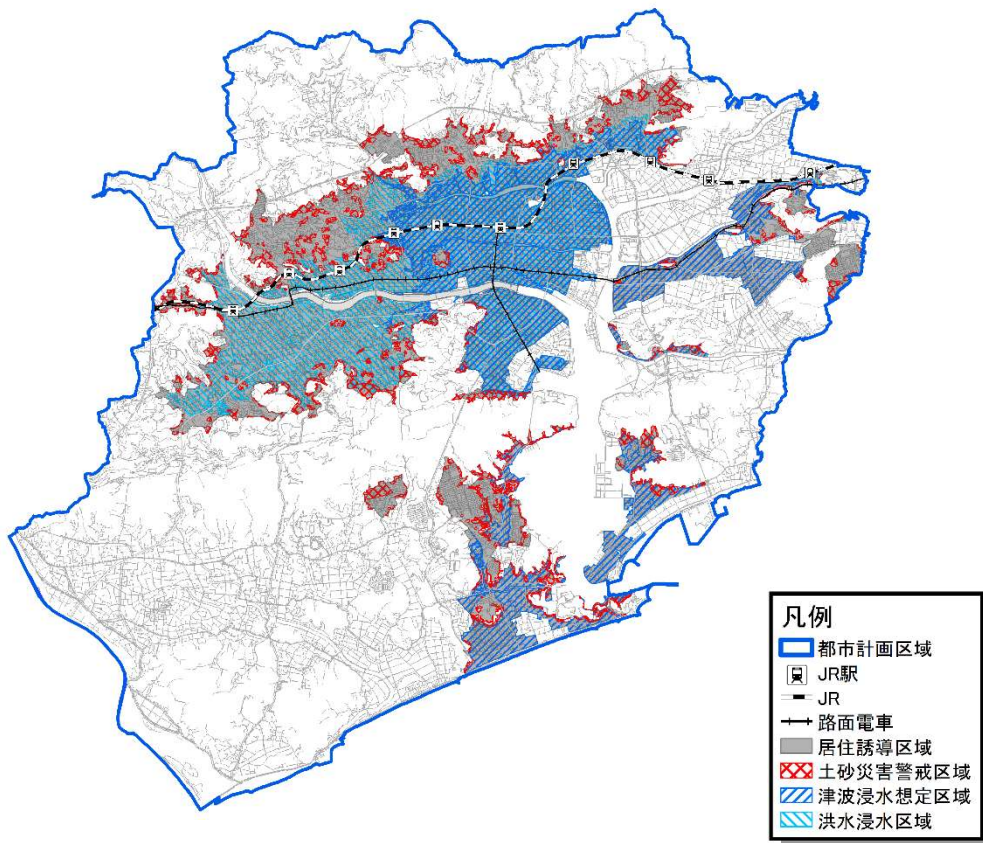 凡例
都市計画区域
JR駅
JR
路面電車
居住誘導区域
土砂災害警戒区域
津波浸水想定区域
洪水浸水区域